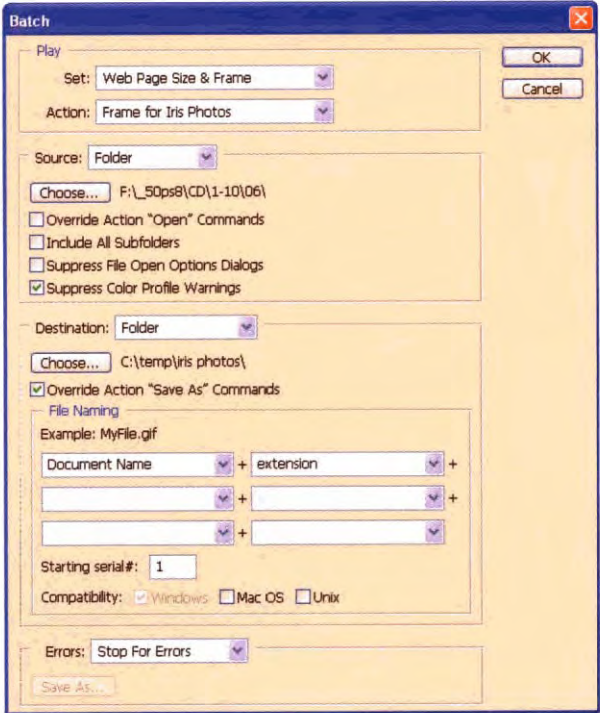 Batch
Play
OK
Set: Web Page Size & Frame
Cancel
Action: Frame for Iris Photos
Source: Folder
Choose... F:\_50ps8\CD\1-10\06\
Override Action "Open" Commands
Include All Subfolders
Suppress File Open Options Dialogs
Suppress Color Profile Warnings
Destination: Folder
Choose... C:\temp\iris photos\
Override Action "Save As" Commands
File Naming
Example: MyFile.gif
Document Name + extension +
+ +
+
Starting serial#: 1
Compatibility: Windows Mac OS Unix
Errors: Stop For Errors
Save As...